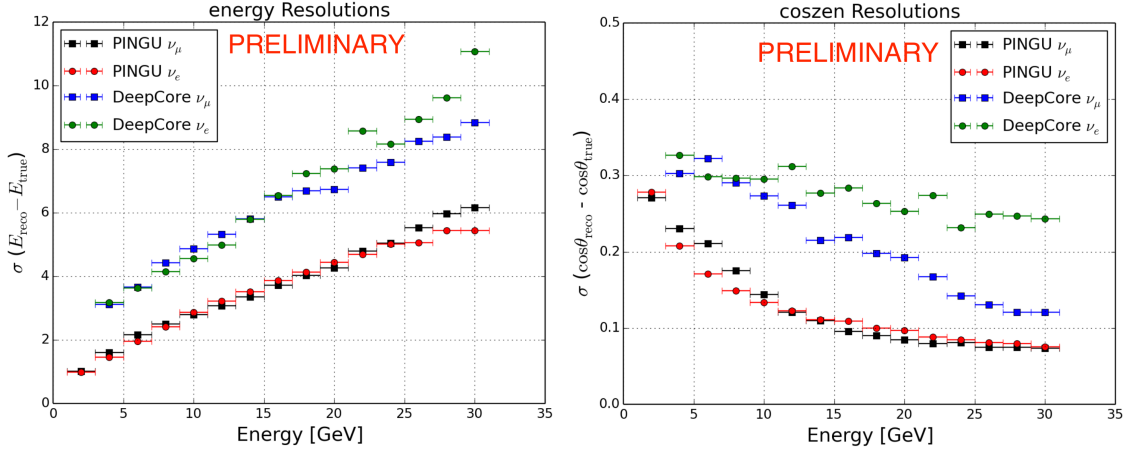 energy Resolutions
PRELIMINARY
PINGU ν_μ
PINGU ν_e
DeepCore ν_μ
DeepCore ν_e
σ (E_reco − E_true)
12
10
8
6
4
2
0
0 5 10 15 20 25 30 35
Energy [GeV]
coszen Resolutions
PRELIMINARY
PINGU ν_μ
PINGU ν_e
DeepCore ν_μ
DeepCore ν_e
σ (cosθ_reco - cosθ_true)
0.5
0.4
0.3
0.2
0.1
0.0
0 5 10 15 20 25 30 35
Energy [GeV]